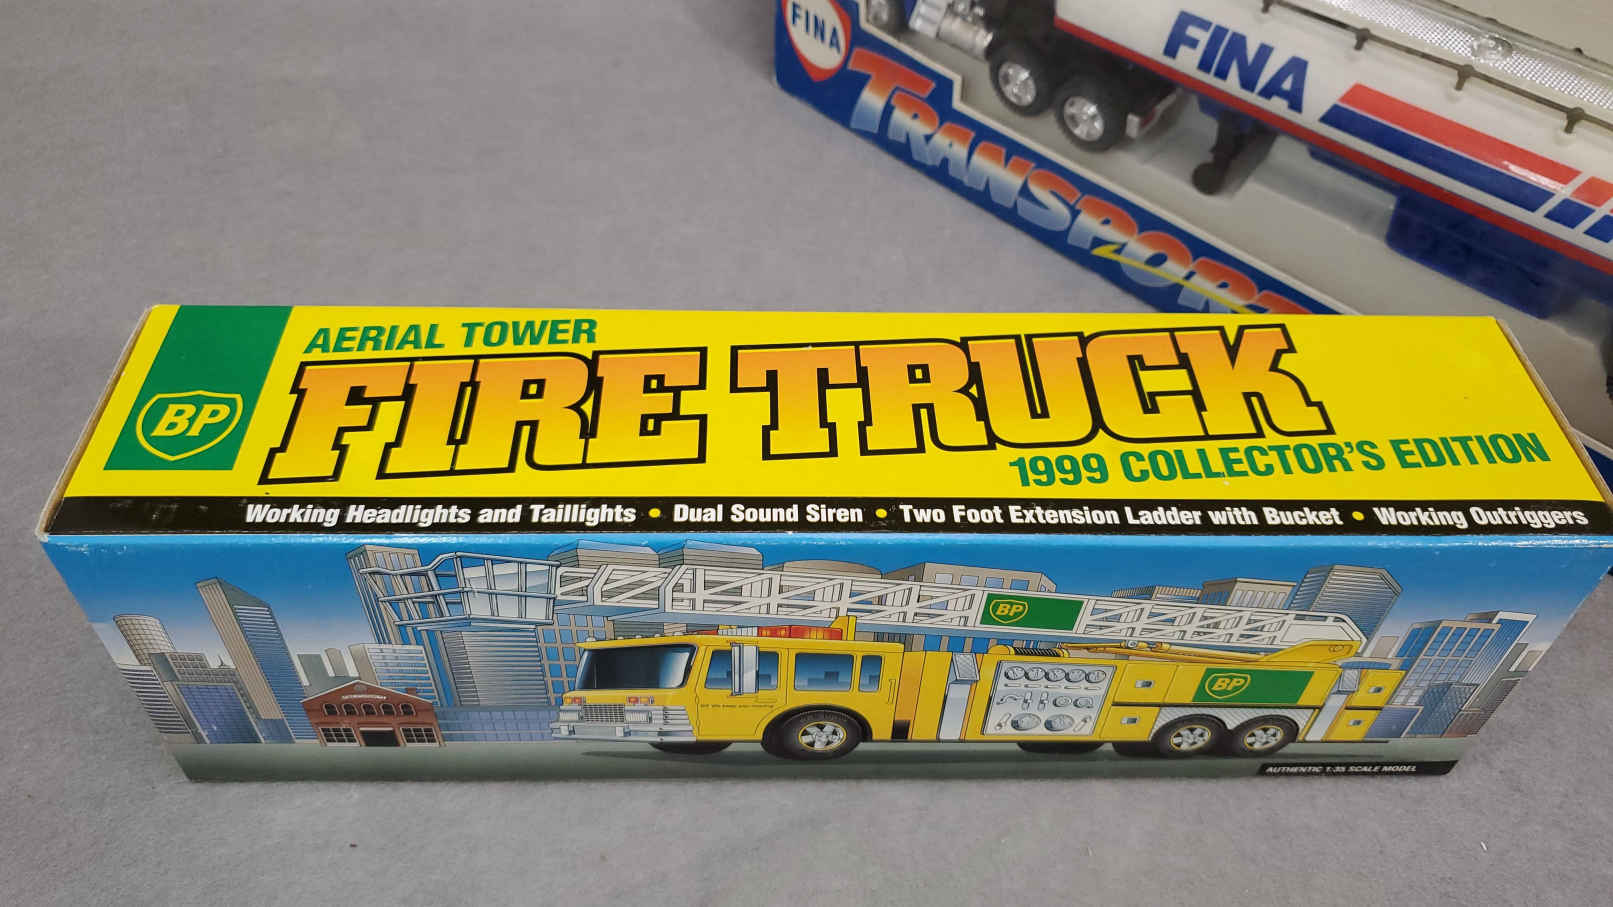 FINA
FINA
TRANSPORT
AERIAL TOWER
FIRE TRUCK
BP
1999 COLLECTOR'S EDITION
Working Headlights and Taillights • Dual Sound Siren • Two Foot Extension Ladder with Bucket • Working Outriggers
BP
BP
AUTHENTIC 1:35 SCALE MODEL